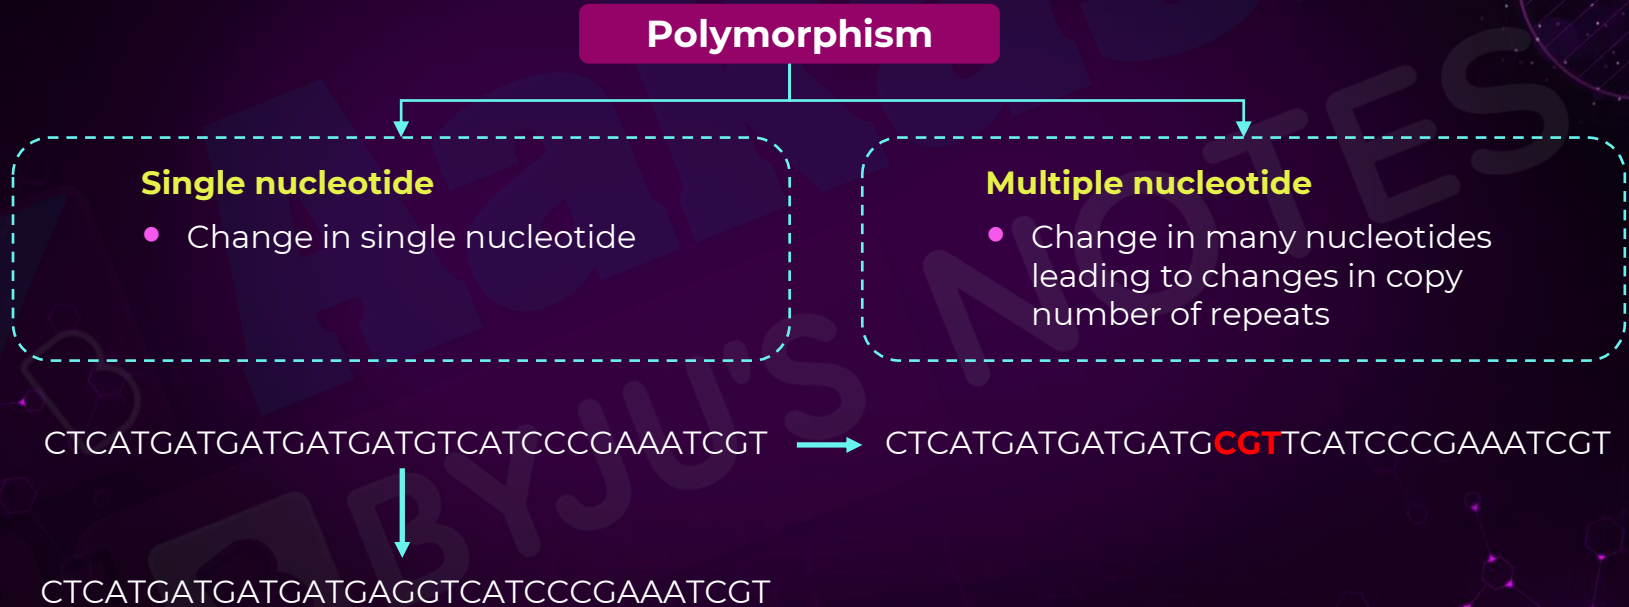 Polymorphism
Single nucleotide
Change in single nucleotide
Multiple nucleotide
Change in many nucleotides
leading to changes in copy
number of repeats
CTCATGATGATGATGATGTCATCCCGAAATCGT
CTCATGATGATGATGCGTTCATCCCGAAATCGT
CTCATGATGATGATGAGGTCATCCCGAAATCGT
Aakash
BYJU'S NOTES